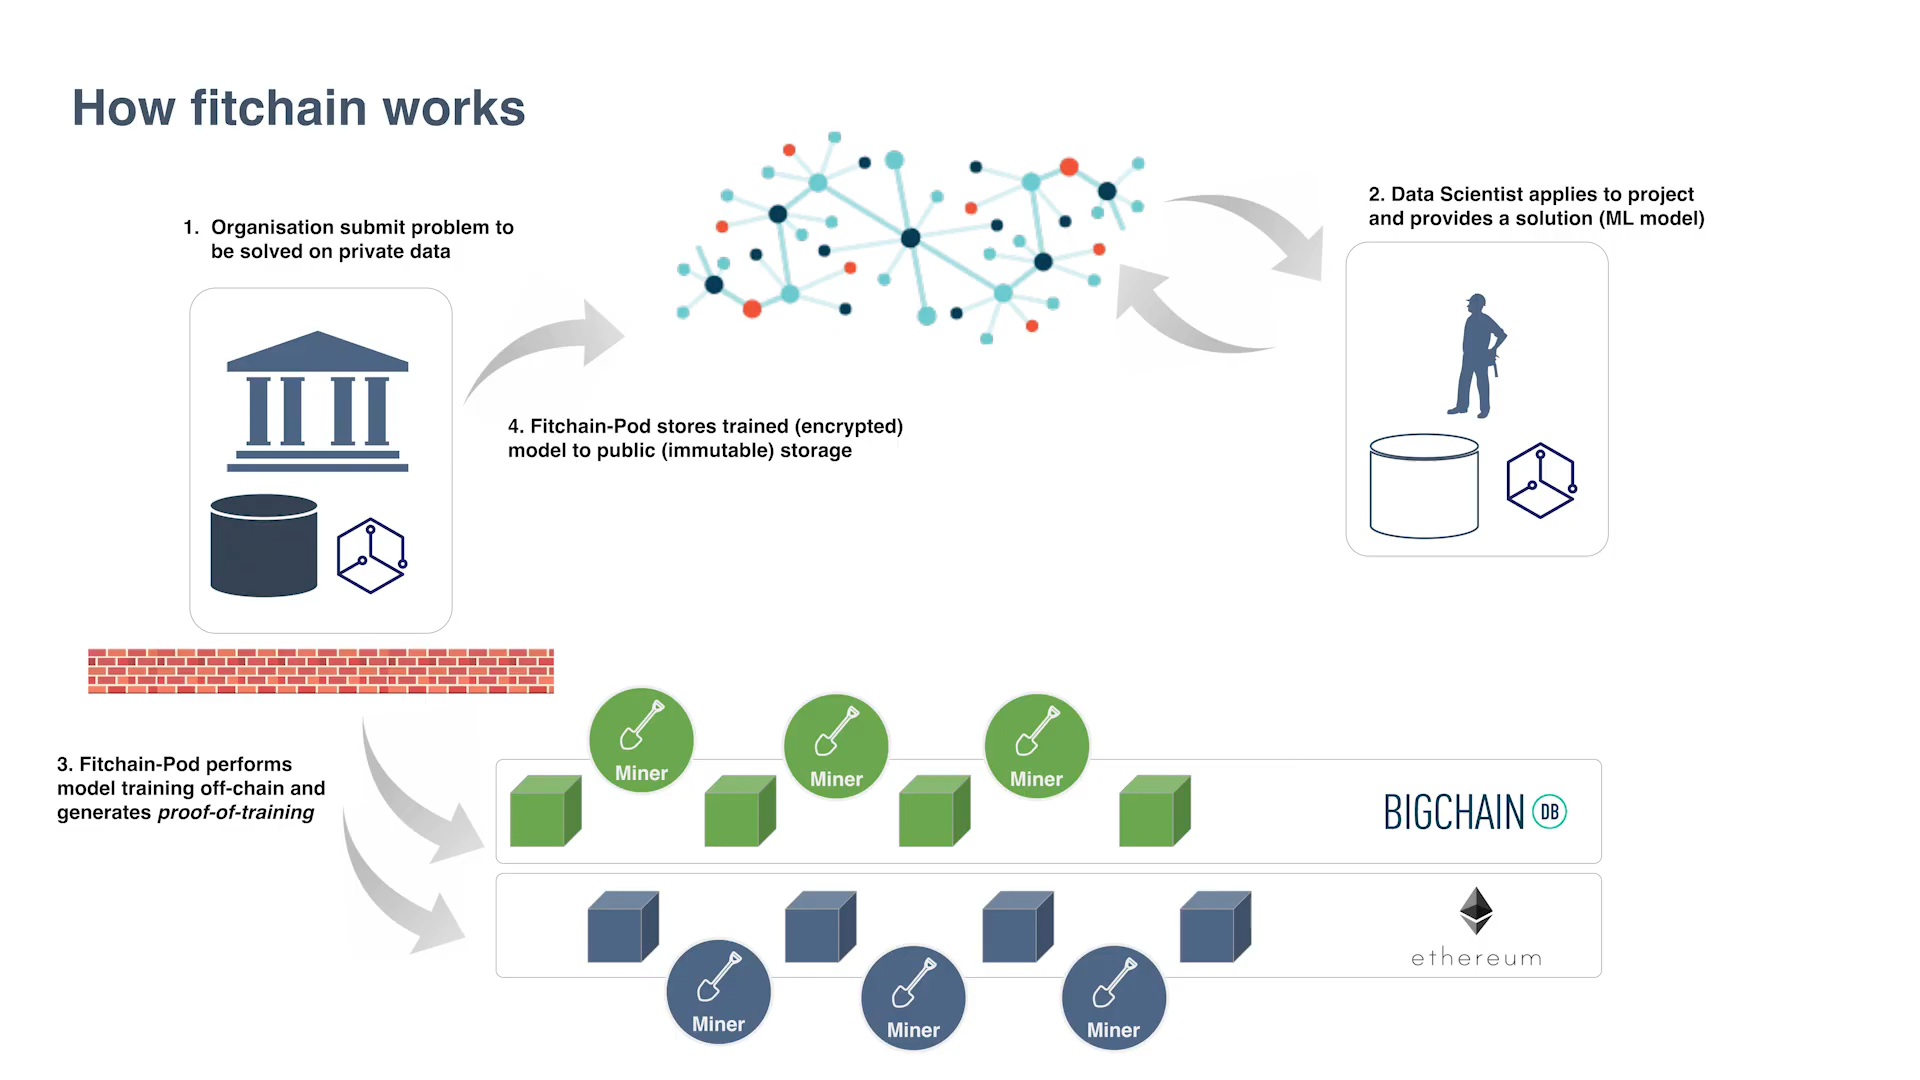 How fitchain works
1. Organisation submit problem to
be solved on private data
2. Data Scientist applies to project
and provides a solution (ML model)
4. Fitchain-Pod stores trained (encrypted)
model to public (immutable) storage
3. Fitchain-Pod performs
model training off-chain and
generates proof-of-training
Miner
Miner
Miner
BIGCHAIN DB
ethereum
Miner
Miner
Miner